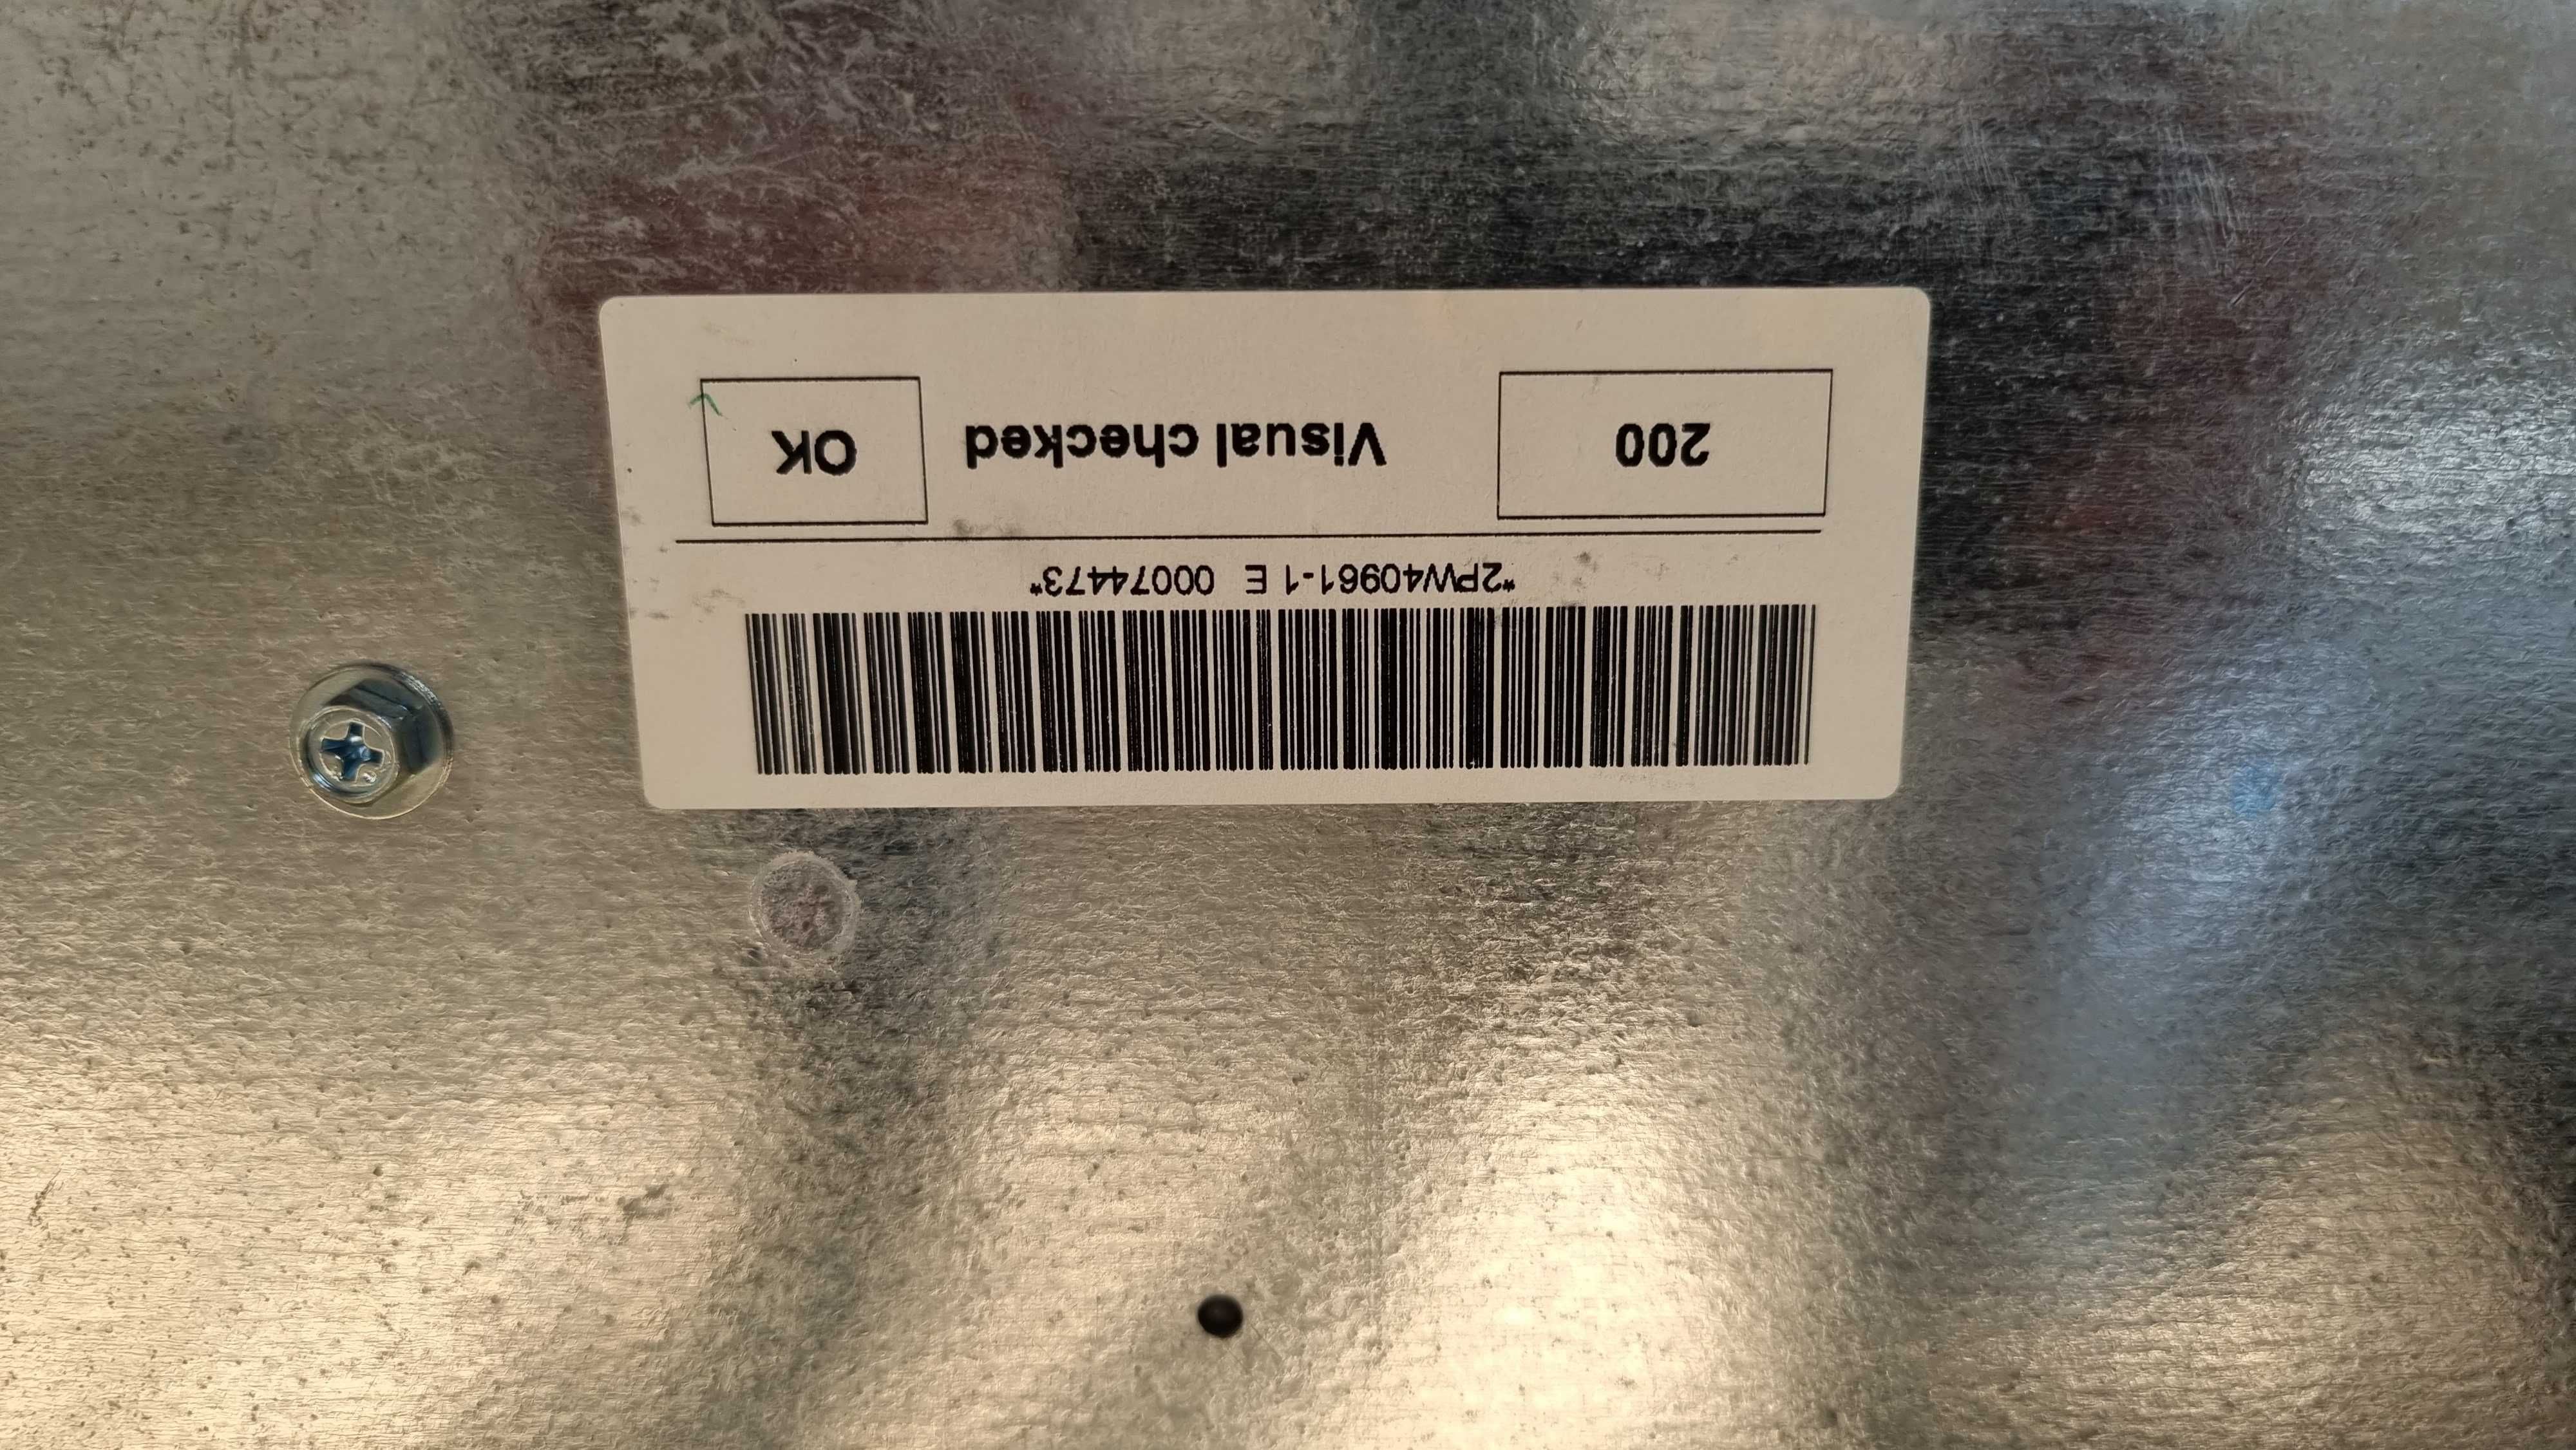 *2PW40961-1 E 00074473*
200 Visual checked OK